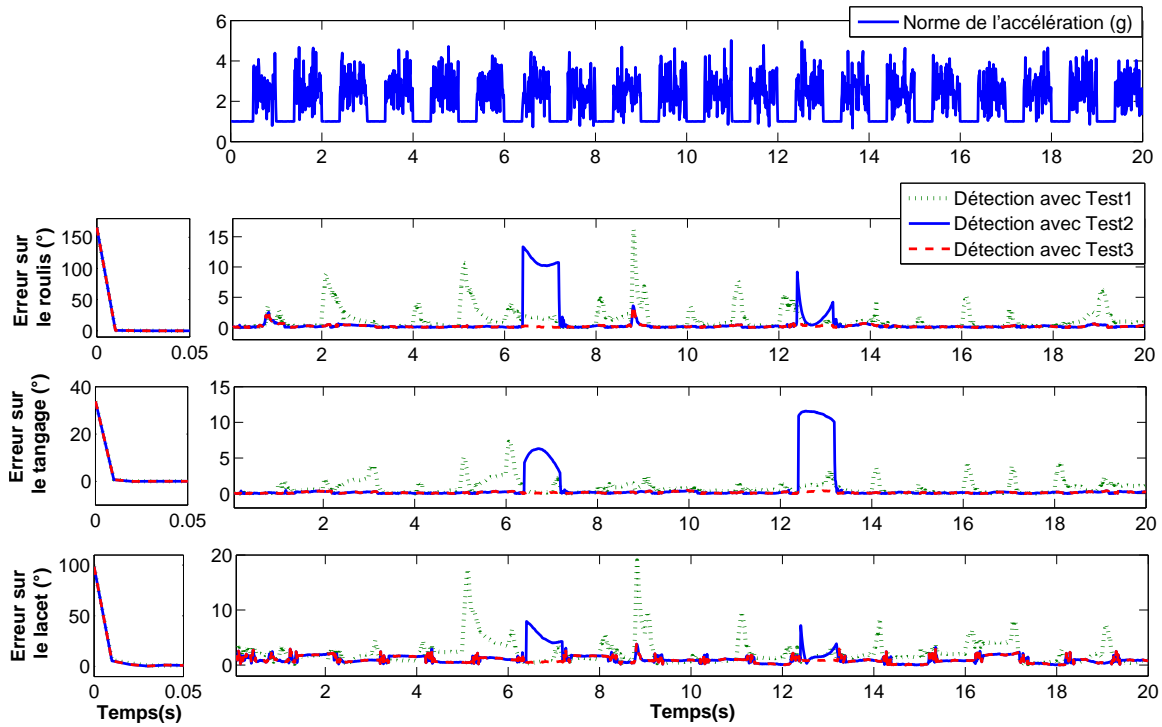 Norme de l'accélération (g)
6
4
2
0
0 2 4 6 8 10 12 14 16 18 20
Détection avec Test1
Détection avec Test2
Détection avec Test3
Erreur sur
le roulis (°)
150
100
50
0
0 0.05
15
10
5
0
2 4 6 8 10 12 14 16 18 20
Erreur sur
le tangage (°)
40
20
0
0 0.05
15
10
5
0
2 4 6 8 10 12 14 16 18 20
Erreur sur
le lacet (°)
100
50
0
0 0.05
20
10
0
2 4 6 8 10 12 14 16 18 20
Temps(s)
Temps(s)